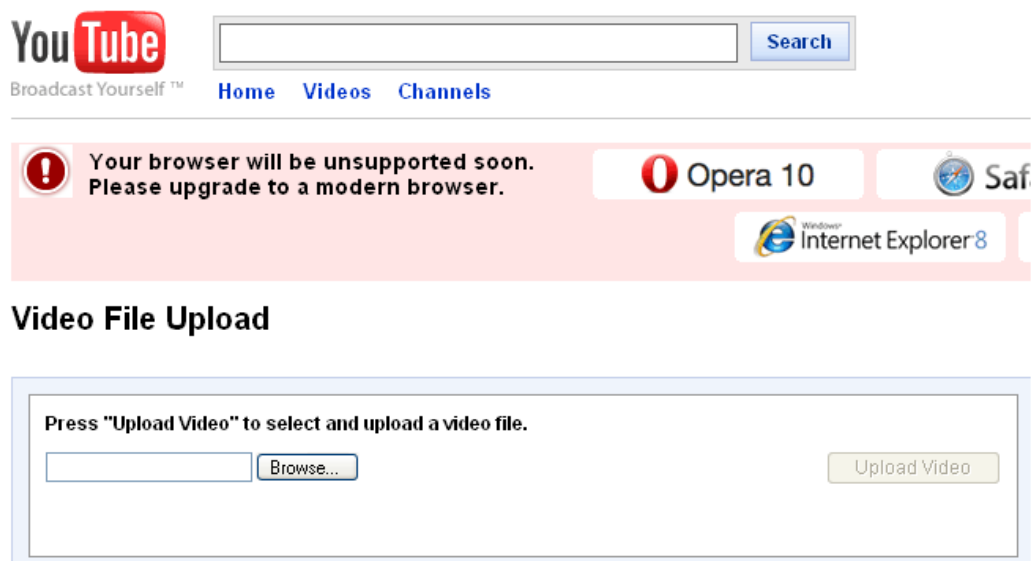 YouTube
Search
Broadcast Yourself ™
Home Videos Channels
Your browser will be unsupported soon.
Please upgrade to a modern browser.
Opera 10
Saf
Windows
Internet Explorer 8
Video File Upload
Press "Upload Video" to select and upload a video file.
Browse...
Upload Video